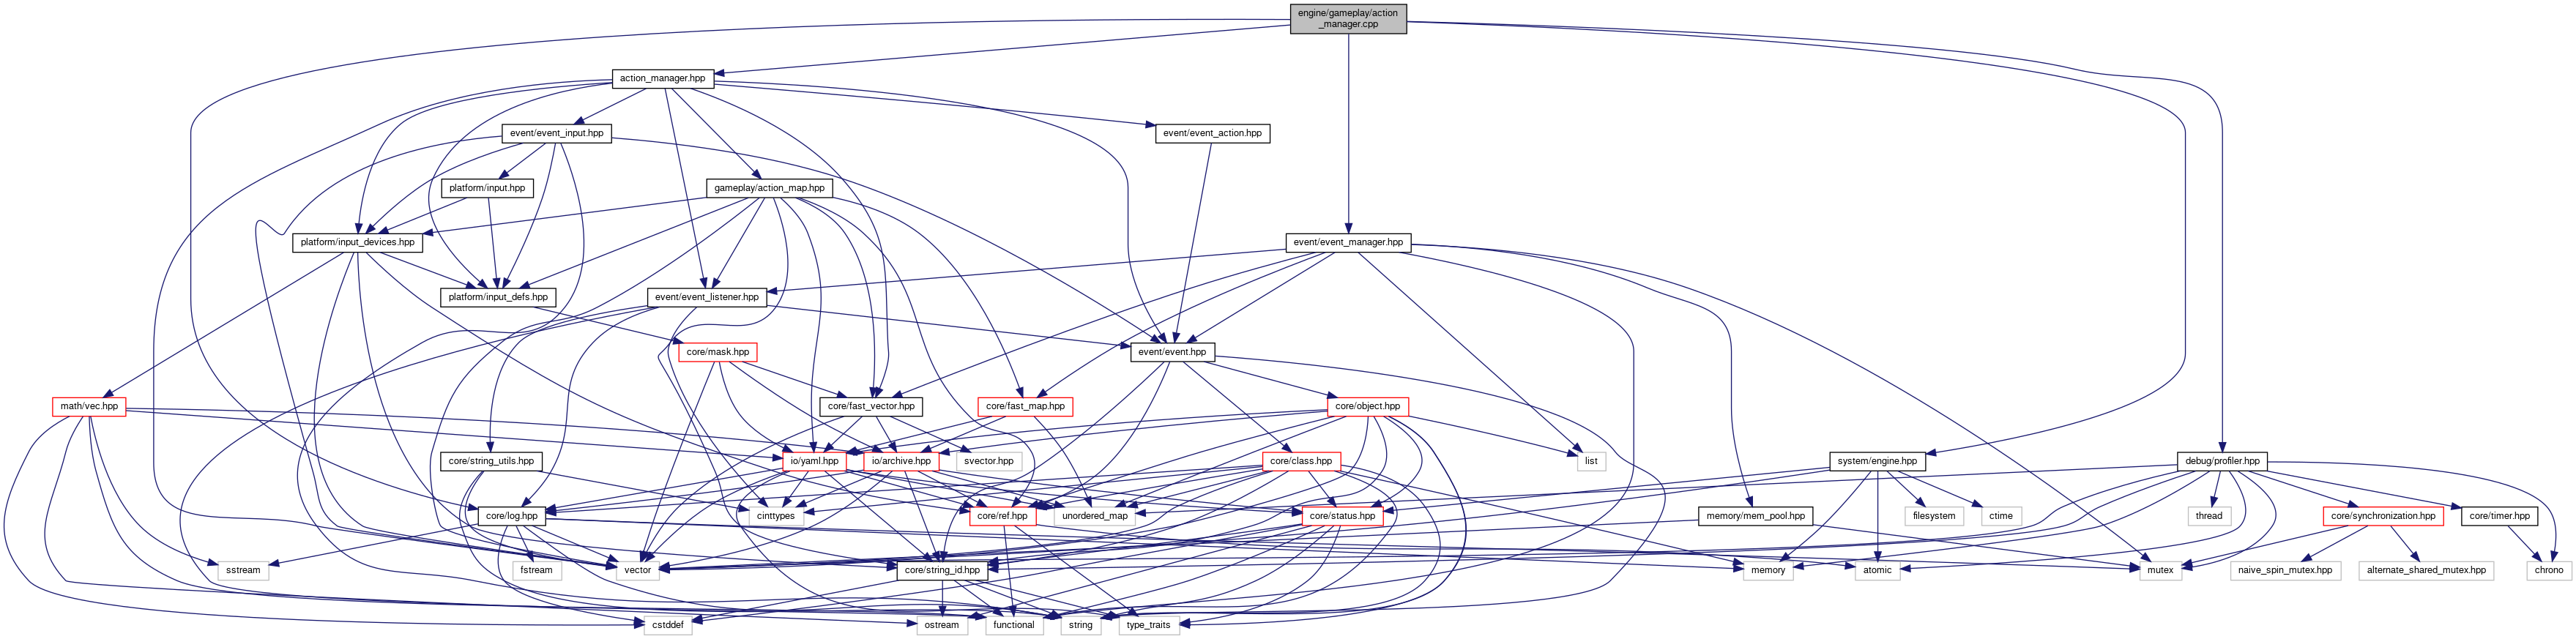 engine/gameplay/action
_manager.cpp
action_manager.hpp
event/event_input.hpp
event/event_action.hpp
platform/input.hpp
gameplay/action_map.hpp
platform/input_devices.hpp
event/event_manager.hpp
platform/input_defs.hpp
event/event_listener.hpp
core/mask.hpp
event/event.hpp
math/vec.hpp
core/fast_vector.hpp
core/fast_map.hpp
core/object.hpp
core/string_utils.hpp
io/yaml.hpp
io/archive.hpp
svector.hpp
core/class.hpp
list
system/engine.hpp
debug/profiler.hpp
core/log.hpp
cinttypes
core/ref.hpp
unordered_map
core/status.hpp
memory/mem_pool.hpp
filesystem
ctime
thread
core/synchronization.hpp
core/timer.hpp
sstream
fstream
vector
core/string_id.hpp
memory
atomic
mutex
naive_spin_mutex.hpp
alternate_shared_mutex.hpp
chrono
cstddef
ostream
functional
string
type_traits